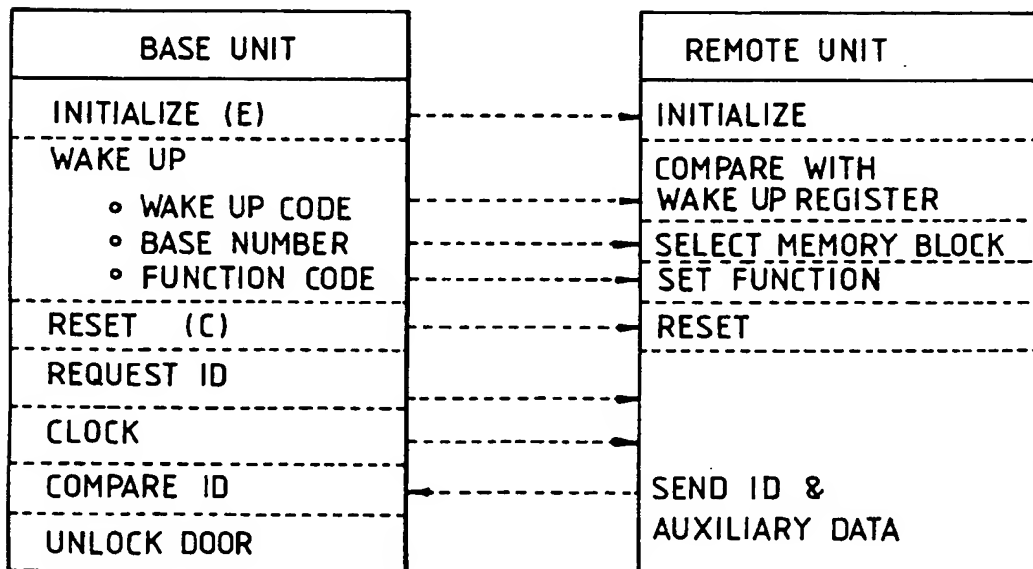 BASE UNIT
INITIALIZE (E)
WAKE UP
∘ WAKE UP CODE
∘ BASE NUMBER
∘ FUNCTION CODE
RESET (C)
REQUEST ID
CLOCK
COMPARE ID
UNLOCK DOOR
REMOTE UNIT
INITIALIZE
COMPARE WITH
WAKE UP REGISTER
SELECT MEMORY BLOCK
SET FUNCTION
RESET
SEND ID &
AUXILIARY DATA